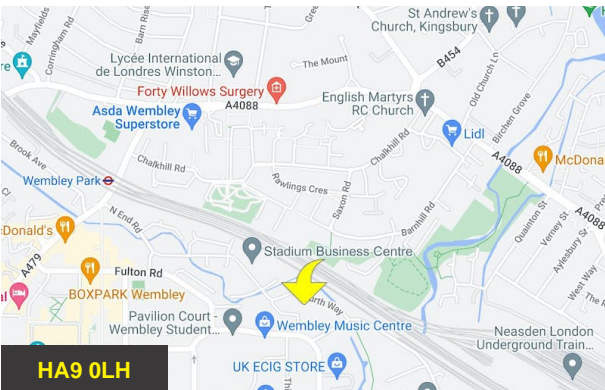 St Andrew's
Church, Kingsbury
Mayfields
Corringham Rd
Barn Rise
Lycée International
de Londres Winston...
The Mount
B454
Old Church Ln
Forty Willows Surgery
A4088
English Martyrs
RC Church
Birchen Grove
Asda Wembley
Superstore
Lidl
Brook Ave
Chalkhill Rd
Chalkhill Rd
A4088
McDona
Wembley Park
Rawlings Cres
Saxon Rd
A4088
N End Rd
Barnhill Rd
Quainton St
Verney St
Aylesbury St
Donald's
Stadium Business Centre
West Way
A479
Fulton Rd
BOXPARK Wembley
arth Way
Pavilion Court -
Wembley Student...
Wembley Music Centre
Neasden London
Underground Train...
UK ECIG STORE
HA9 0LH